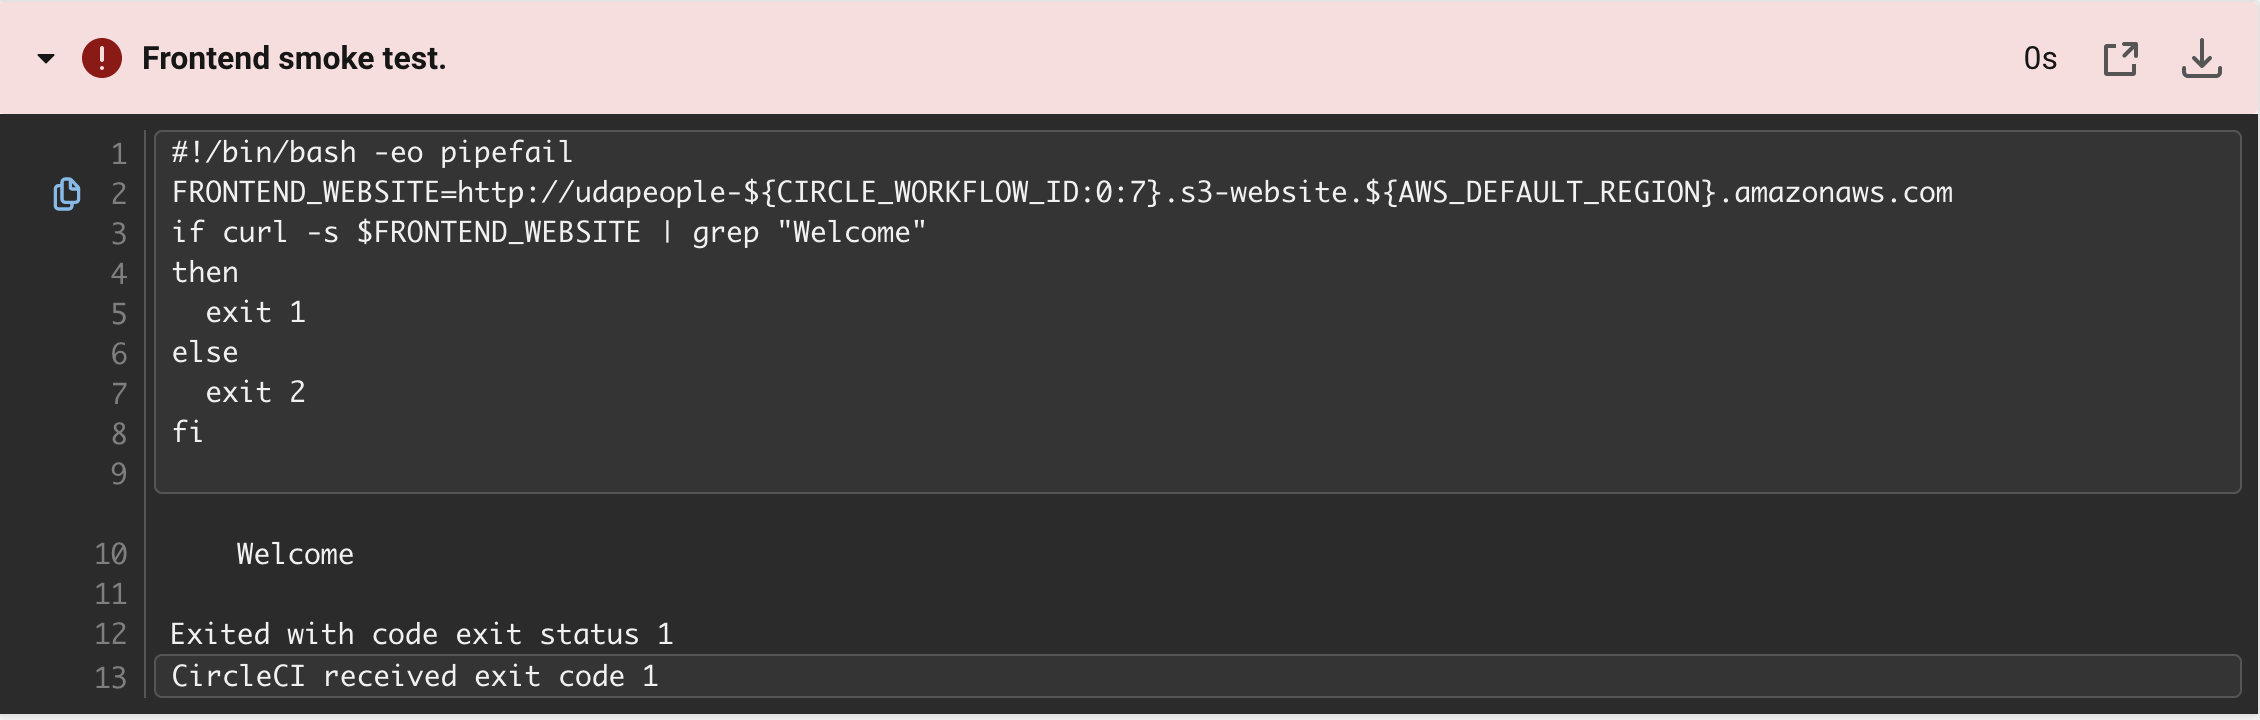 Frontend smoke test.
0s
1 #!/bin/bash -eo pipefail
2 FRONTEND_WEBSITE=http://udapeople-${CIRCLE_WORKFLOW_ID:0:7}.s3-website.${AWS_DEFAULT_REGION}.amazonaws.com
3 if curl -s $FRONTEND_WEBSITE | grep "Welcome"
4 then
5   exit 1
6 else
7   exit 2
8 fi
9
10     Welcome
11
12 Exited with code exit status 1
13 CircleCI received exit code 1